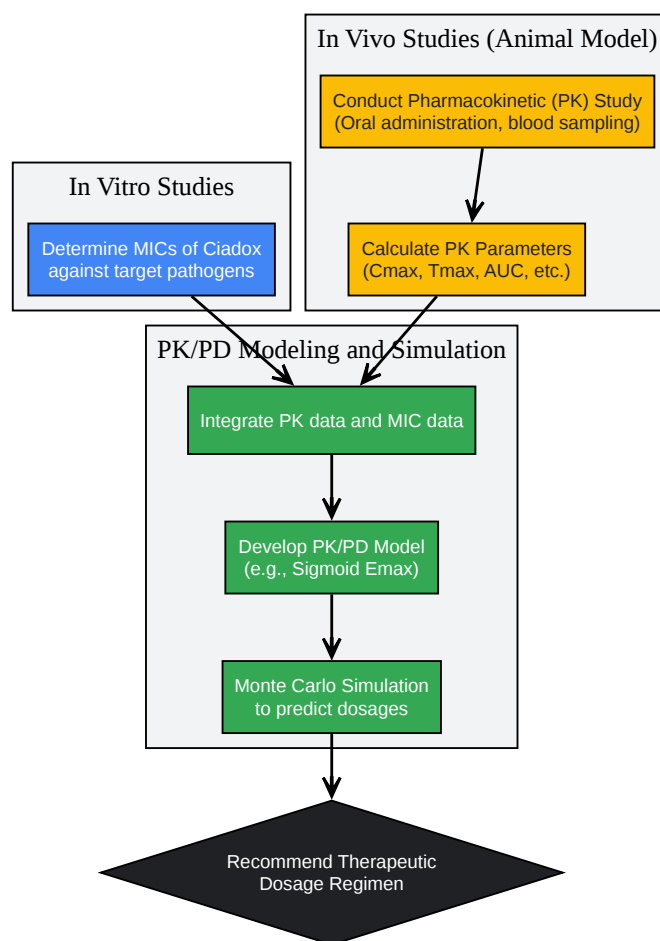 In Vivo Studies (Animal Model)
Conduct Pharmacokinetic (PK) Study
(Oral administration, blood sampling)
In Vitro Studies
Determine MICs of Ciadox
against target pathogens
Calculate PK Parameters
(Cmax, Tmax, AUC, etc.)
PK/PD Modeling and Simulation
Integrate PK data and MIC data
Develop PK/PD Model
(e.g., Sigmoid Emax)
Monte Carlo Simulation
to predict dosages
Recommend Therapeutic
Dosage Regimen